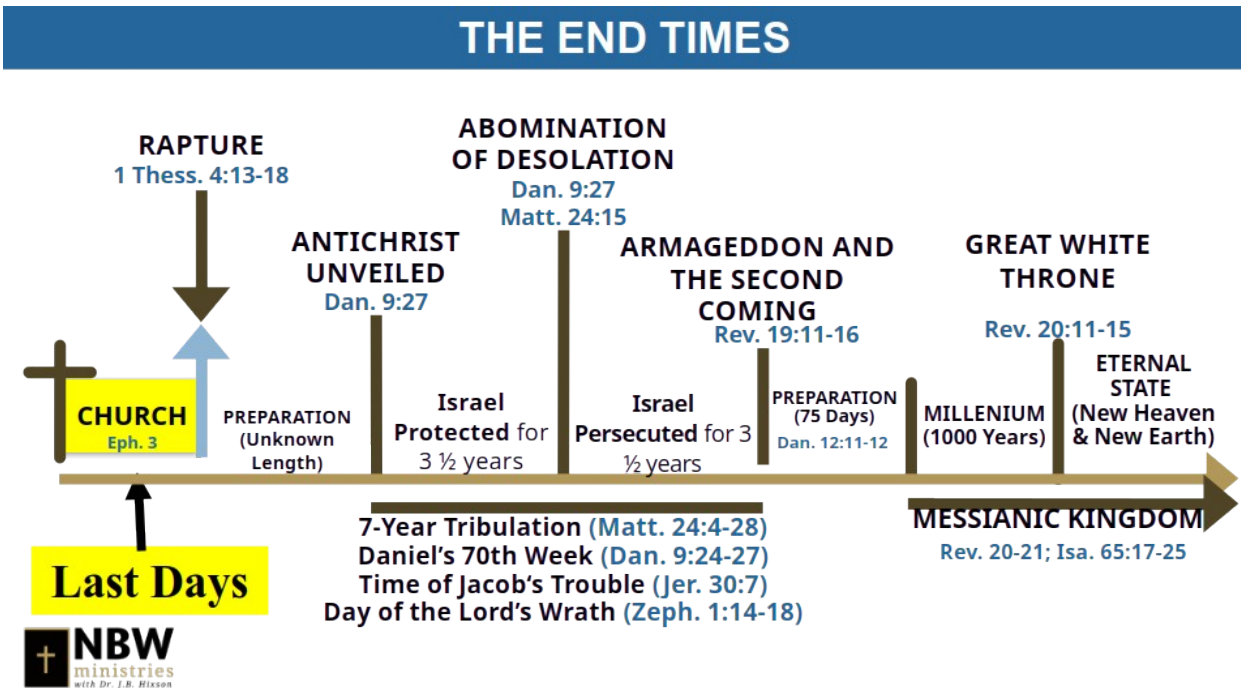 THE END TIMES
RAPTURE
1 Thess. 4:13-18
ABOMINATION
OF DESOLATION
Dan. 9:27
Matt. 24:15
ANTICHRIST
UNVEILED
Dan. 9:27
ARMAGEDDON AND
THE SECOND
COMING
Rev. 19:11-16
GREAT WHITE
THRONE
Rev. 20:11-15
CHURCH
Eph. 3
PREPARATION
(Unknown
Length)
Israel
Protected for
3 ½ years
Israel
Persecuted for 3
½ years
PREPARATION
(75 Days)
Dan. 12:11-12
MILLENIUM
(1000 Years)
ETERNAL
STATE
(New Heaven
& New Earth)
Last Days
7-Year Tribulation (Matt. 24:4-28)
Daniel's 70th Week (Dan. 9:24-27)
Time of Jacob‘s Trouble (Jer. 30:7)
Day of the Lord’s Wrath (Zeph. 1:14-18)
MESSIANIC KINGDOM
Rev. 20-21; Isa. 65:17-25
NBW
ministries
with Dr. J.B. Hixson